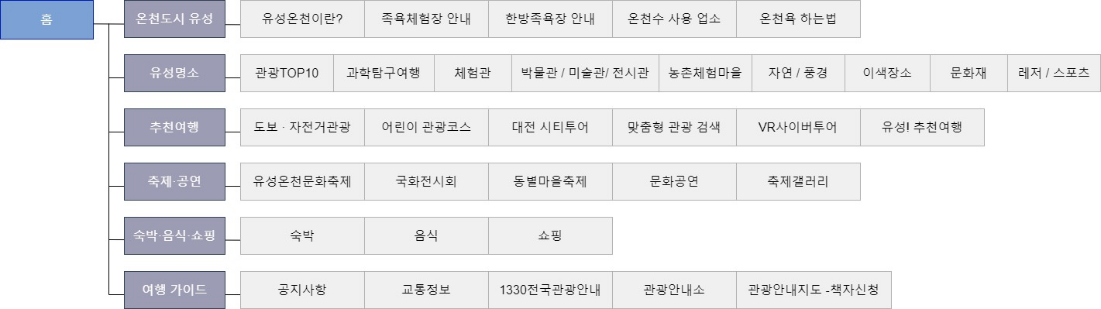 홈
온천도시 유성 유성온천이란? 족욕체험장 안내 한방족욕장 안내 온천수 사용 업소 온천욕 하는법
유성명소 관광TOP10 과학탐구여행 체험관 박물관 / 미술관/ 전시관 농촌체험마을 자연 / 풍경 이색장소 문화재 레저 / 스포츠
추천여행 도보 · 자전거관광 어린이 관광코스 대전 시티투어 맞춤형 관광 검색 VR사이버투어 유성! 추천여행
축제·공연 유성온천문화축제 국화전시회 동별마을축제 문화공연 축제갤러리
숙박·음식·쇼핑 숙박 음식 쇼핑
여행 가이드 공지사항 교통정보 1330전국관광안내 관광안내소 관광안내지도 -책자신청